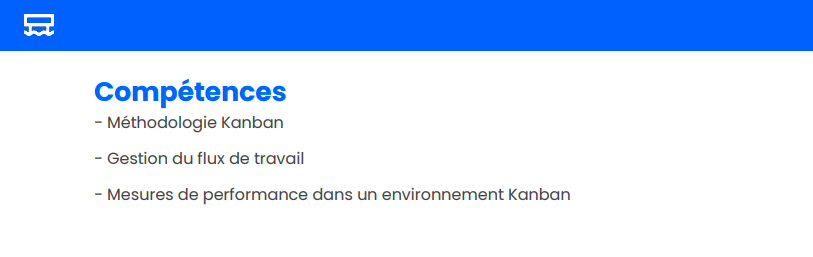 Compétences
- Méthodologie Kanban
- Gestion du flux de travail
- Mesures de performance dans un environnement Kanban